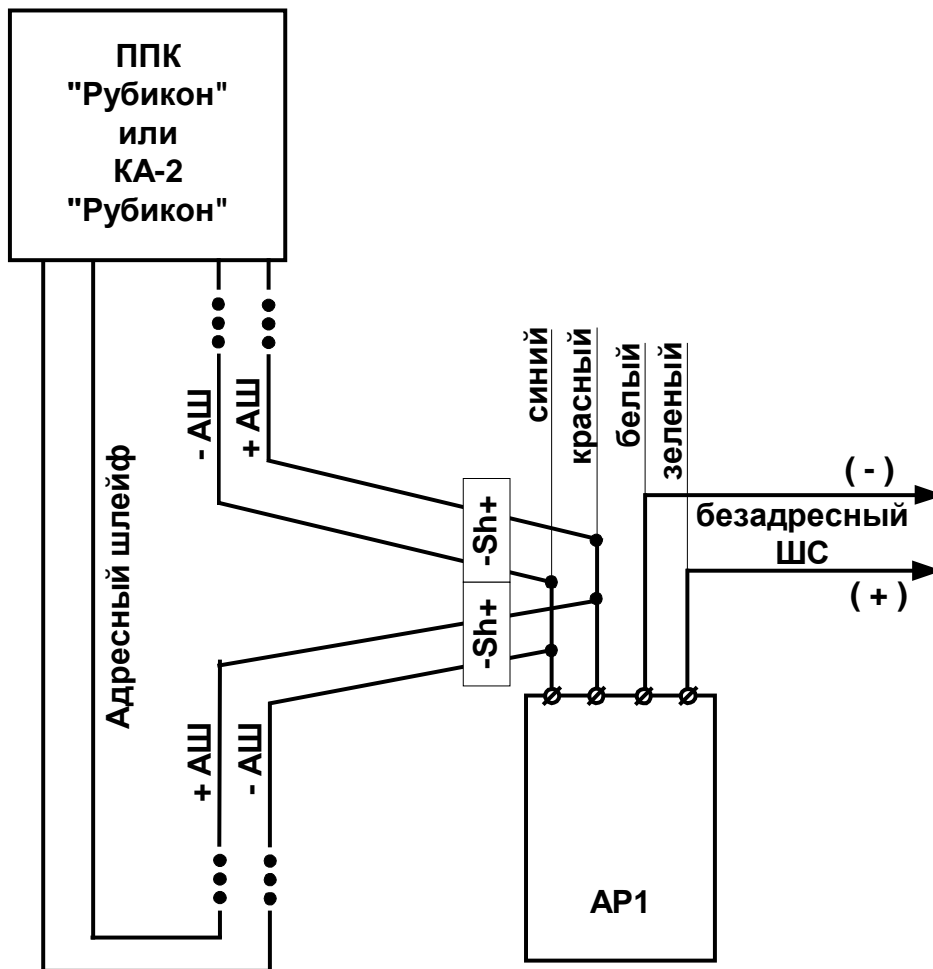 ППК
"Рубикон"
или
КА-2
"Рубикон"
Адресный шлейф
- АШ
+ АШ
+ АШ
- АШ
-Sh+
-Sh+
синий
красный
белый
зеленый
( - )
безадресный
ШС
( + )
АР1